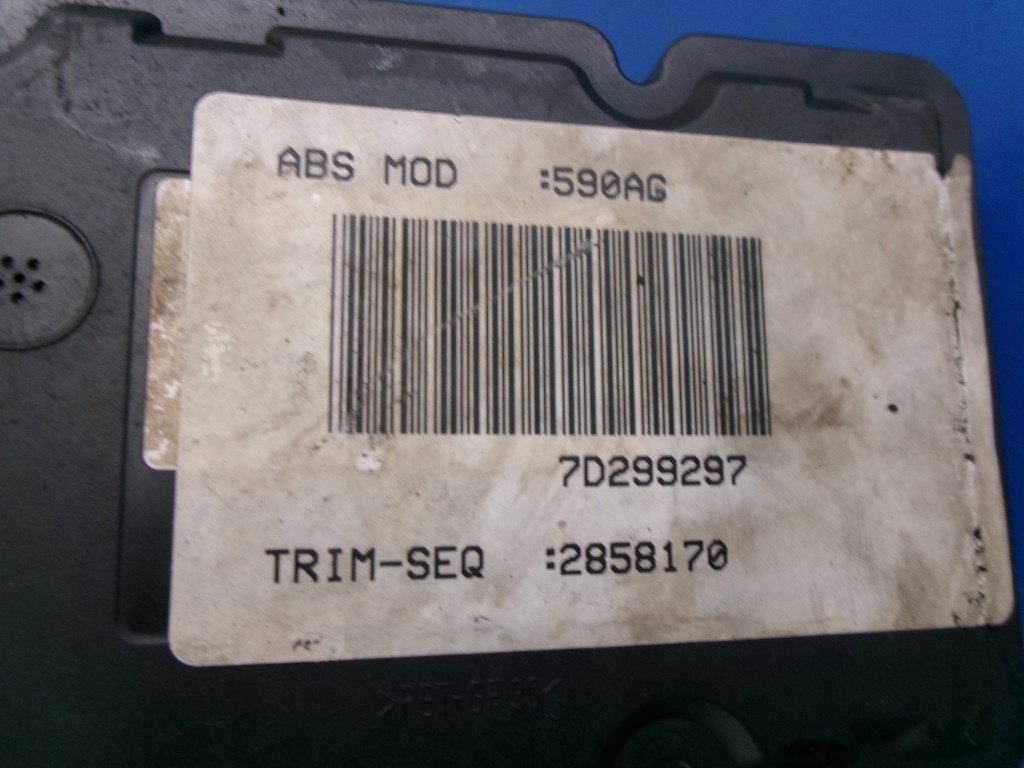 ABS MOD :590AG
7D299297
TRIM-SEQ :2858170
>PBT-GF30<